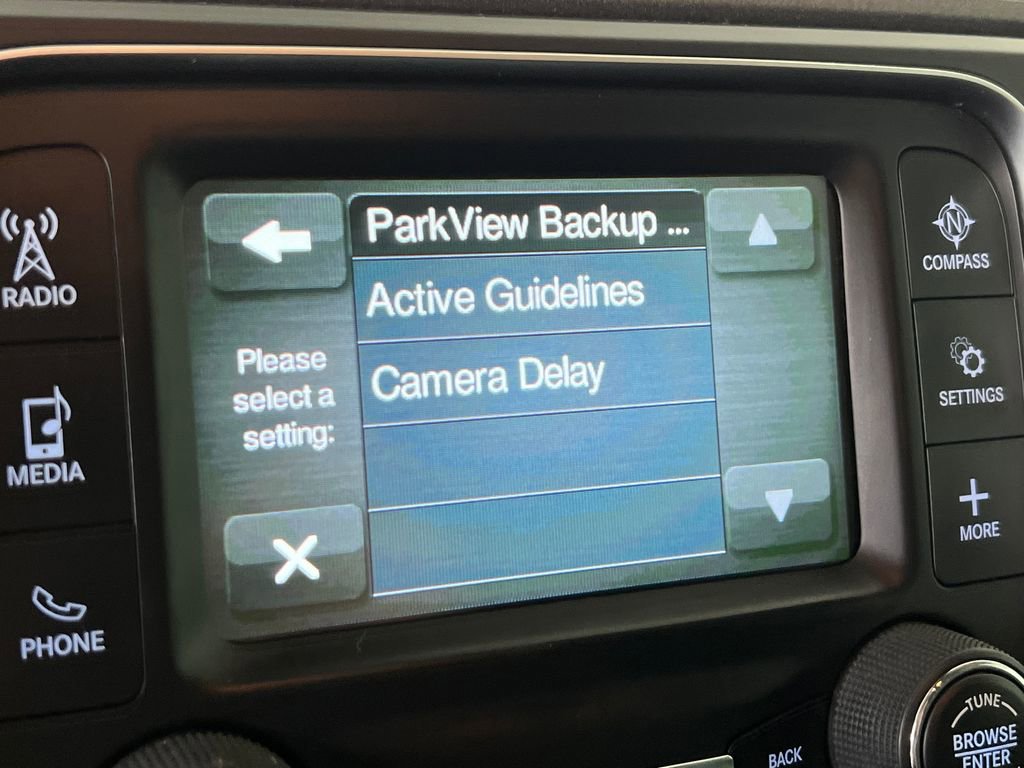 RADIO
MEDIA
PHONE
ParkView Backup ...
Active Guidelines
Camera Delay
Please
select a
setting:
N
COMPASS
SETTINGS
MORE
TUNE
BROWSE
ENTER
BACK